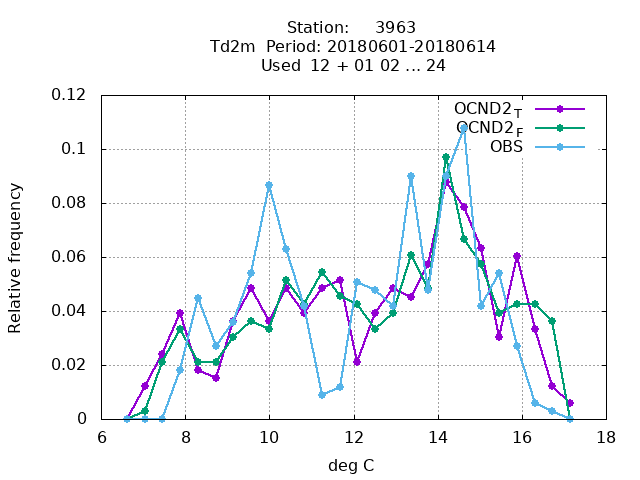 Station:     3963
Td2m  Period: 20180601-20180614
Used  12 + 01 02 ... 24
0.12
0.1
0.08
0.06
0.04
0.02
0
6 8 10 12 14 16 18
Relative frequency
deg C
OCND2T
OCND2F
OBS